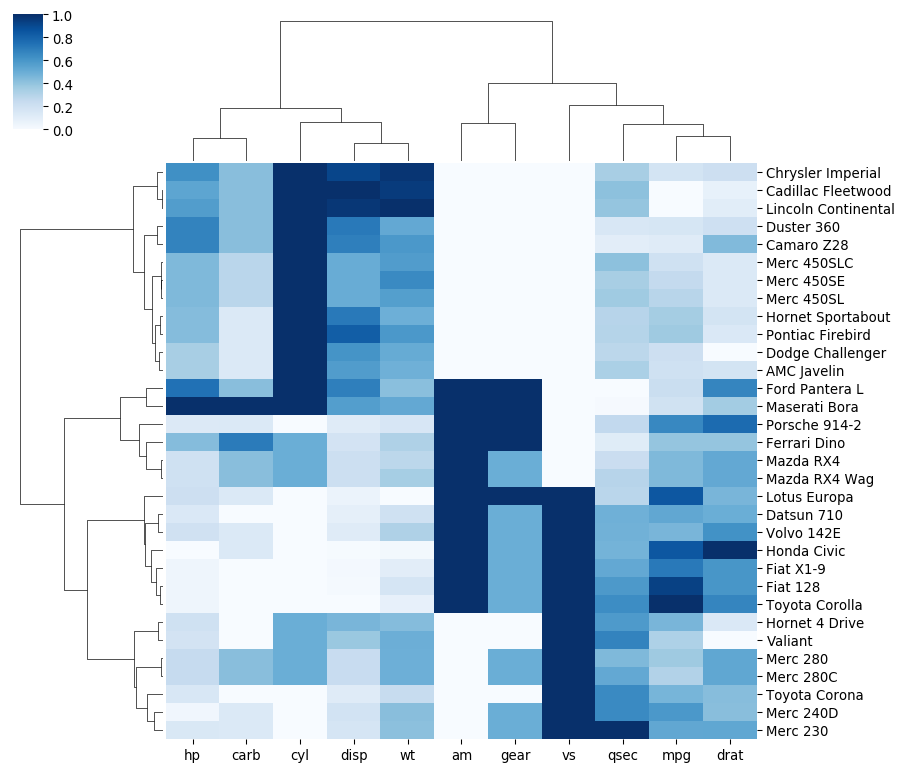 1.0
0.8
0.6
0.4
0.2
0.0
Chrysler Imperial
Cadillac Fleetwood
Lincoln Continental
Duster 360
Camaro Z28
Merc 450SLC
Merc 450SE
Merc 450SL
Hornet Sportabout
Pontiac Firebird
Dodge Challenger
AMC Javelin
Ford Pantera L
Maserati Bora
Porsche 914-2
Ferrari Dino
Mazda RX4
Mazda RX4 Wag
Lotus Europa
Datsun 710
Volvo 142E
Honda Civic
Fiat X1-9
Fiat 128
Toyota Corolla
Hornet 4 Drive
Valiant
Merc 280
Merc 280C
Toyota Corona
Merc 240D
Merc 230
hp carb cyl disp wt am gear vs qsec mpg drat